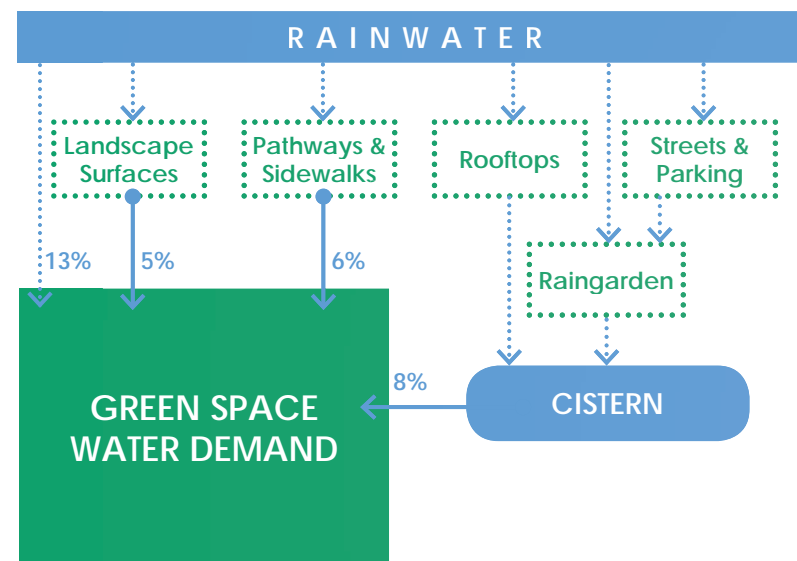 RAINWATER
Landscape
Surfaces
Pathways &
Sidewalks
Rooftops
Streets &
Parking
13%
5%
6%
Raingarden
8%
GREEN SPACE
WATER DEMAND
CISTERN